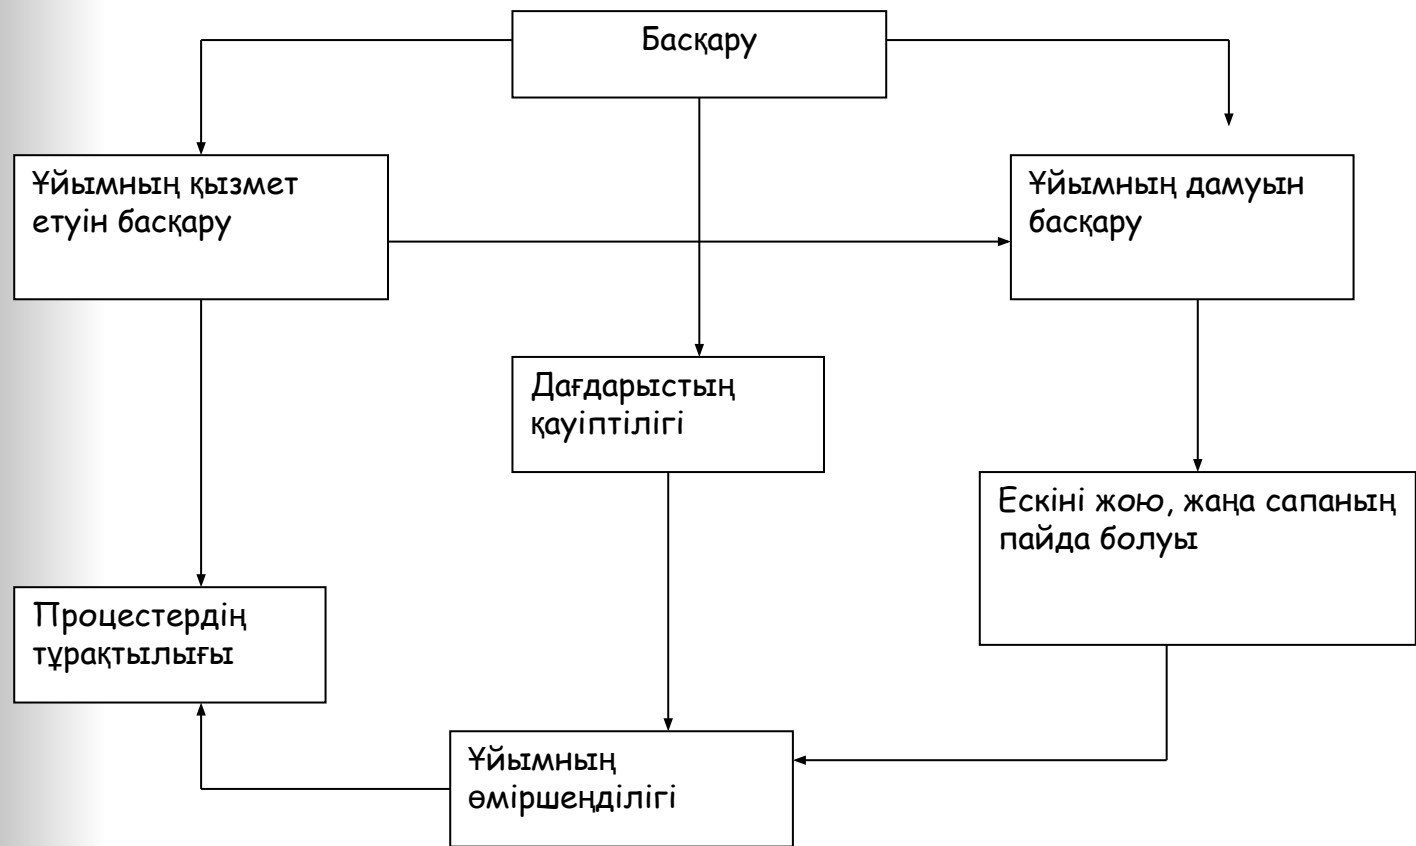 Басқару
Ұйымның қызмет
етуін басқару
Ұйымның дамуын
басқару
Дағдарыстың
қауіптілігі
Ескіні жою, жаңа сапаның
пайда болуы
Процестердің
тұрақтылығы
Ұйымның
өміршеңділігі